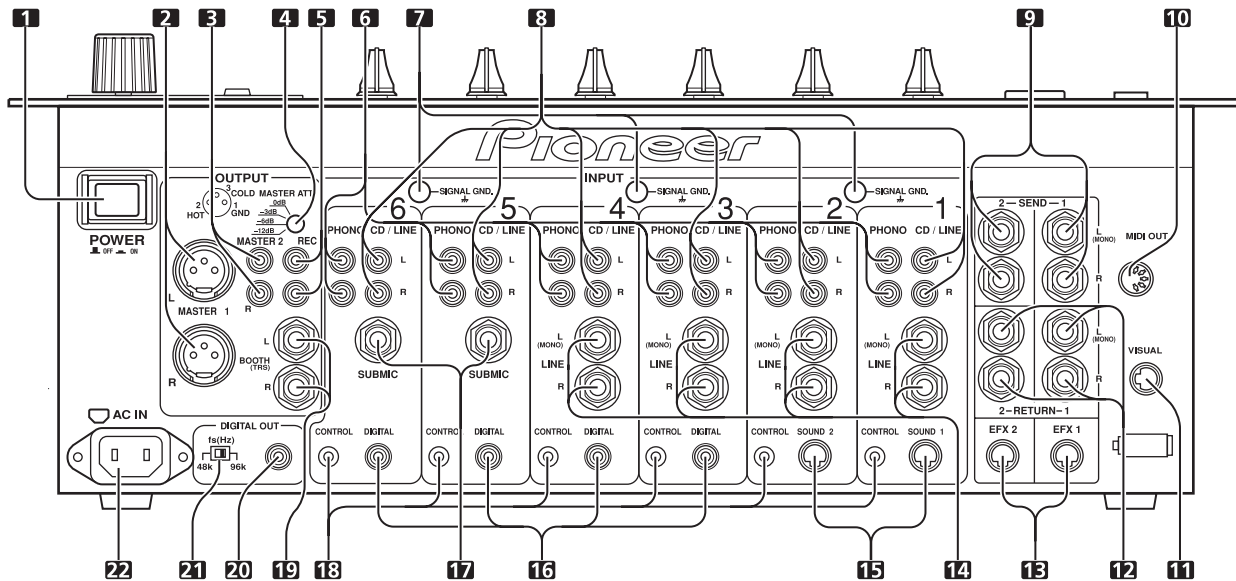 1 2 3 4 5 6 7 8 9 10
Pioneer
OUTPUT
INPUT
3
COLD MASTER ATT.
2 1
HOT GND
0dB
–3dB
–6dB
–12dB
MASTER 2 REC
SIGNAL GND. SIGNAL GND. SIGNAL GND.
6 5 4 3 2 1
PHONO CD / LINE PHONO CD / LINE PHONO CD / LINE PHONO CD / LINE PHONO CD / LINE PHONO CD / LINE
2–SEND–1
POWER
OFF ON
L L L L L L
L (MONO)
MIDI OUT
L R
R R R R R R
R
MASTER 1
L
L (MONO) L (MONO) L (MONO) L (MONO)
L (MONO)
VISUAL
BOOTH (TRS)
SUBMIC SUBMIC
LINE LINE LINE LINE
R R
R R R R
R
2–RETURN–1
AC IN
DIGITAL OUT
fs(Hz)
48k 96k
CONTROL DIGITAL CONTROL DIGITAL CONTROL DIGITAL CONTROL DIGITAL CONTROL SOUND 2 CONTROL SOUND 1
EFX 2 EFX 1
22 21 20 19 18 17 16 15 14 13 12 11